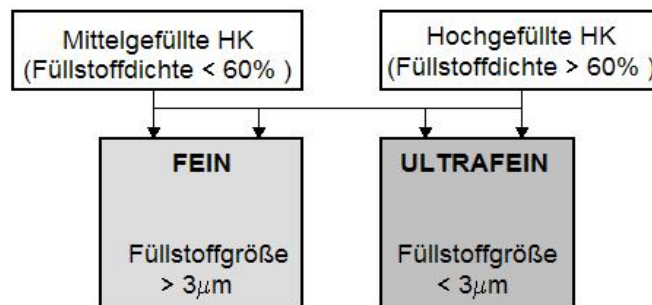 Mittelgefüllte HK
(Füllstoffdichte < 60% )
Hochgefüllte HK
(Füllstoffdichte > 60% )
FEIN
Füllstoffgröße
> 3μm
ULTRAFEIN
Füllstoffgröße
< 3μm